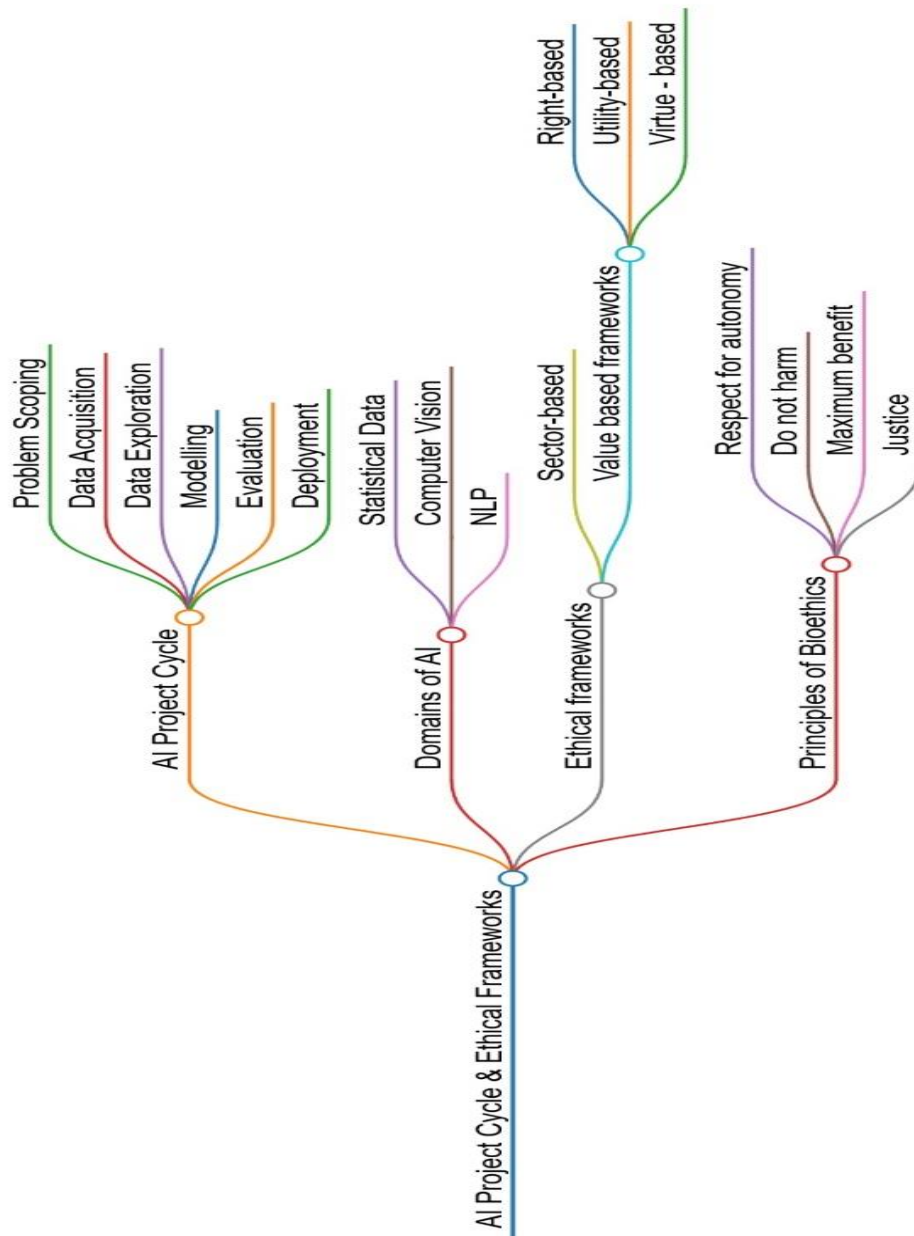 AI Project Cycle & Ethical Frameworks
AI Project Cycle
Problem Scoping
Data Acquisition
Data Exploration
Modelling
Evaluation
Deployment
Domains of AI
Statistical Data
Computer Vision
NLP
Ethical frameworks
Sector-based
Value based frameworks
Right-based
Utility-based
Virtue - based
Principles of Bioethics
Respect for autonomy
Do not harm
Maximum benefit
Justice